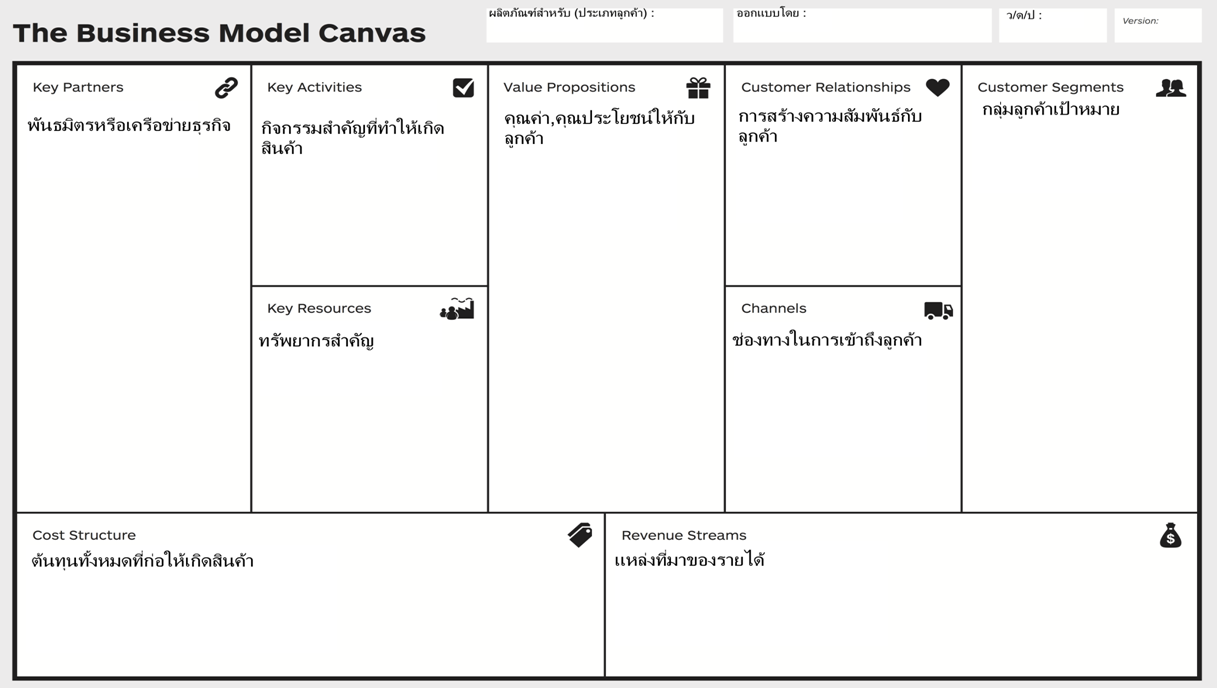 The Business Model Canvas
ผลิตภัณฑ์สำหรับ (ประเภทลูกค้า) :
ออกแบบโดย :
ว/ด/ป :
Version:
Key Partners
พันธมิตรหรือเครือข่ายธุรกิจ
Key Activities
กิจกรรมสำคัญที่ทำให้เกิด
สินค้า
Key Resources
ทรัพยากรสำคัญ
Value Propositions
คุณค่า,คุณประโยชน์ให้กับ
ลูกค้า
Customer Relationships
การสร้างความสัมพันธ์กับ
ลูกค้า
Channels
ช่องทางในการเข้าถึงลูกค้า
Customer Segments
กลุ่มลูกค้าเป้าหมาย
Cost Structure
ต้นทุนทั้งหมดที่ก่อให้เกิดสินค้า
Revenue Streams
แหล่งที่มาของรายได้
$